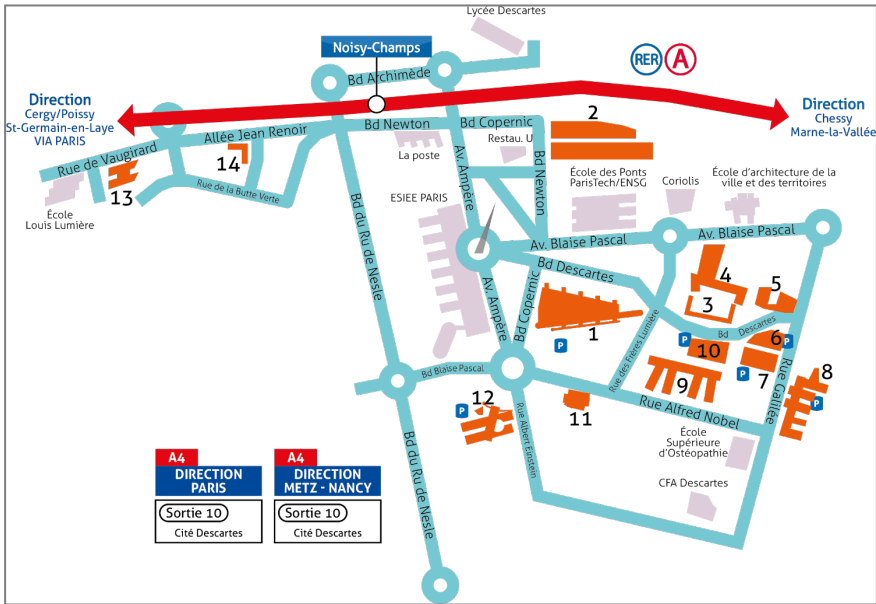 Lycée Descartes
Noisy-Champs
Bd Archimède
RER A
Direction
Cergy/Poissy
St-Germain-en-Laye
VIA PARIS
Direction
Chessy
Marne-la-Vallée
Rue de Vaugirard
Allée Jean Renoir
Bd Newton
Bd Copernic
2
La poste
Restau. U
Av. Ampère
Bd Newton
14
13
Rue de la Butte Verte
École
Louis Lumière
ESIEE PARIS
École des Ponts
ParisTech/ENSG
Coriolis
École d'architecture de la
ville et des territoires
Bd du Ru de Nesle
Av. Blaise Pascal
Av. Blaise Pascal
Bd Descartes
Av. Ampère
Bd Copernic
4
5
3
1
P
Rue des Frères Lumière
Bd Descartes
P
10
6
P
P
7
Rue Galilée
8
P
9
Bd Blaise Pascal
12
P
11
Rue Alfred Nobel
Rue Albert Einstein
Bd du Ru de Nesle
École
Supérieure
d'Ostéopathie
CFA Descartes
A4
DIRECTION
PARIS
Sortie 10
Cité Descartes
A4
DIRECTION
METZ - NANCY
Sortie 10
Cité Descartes